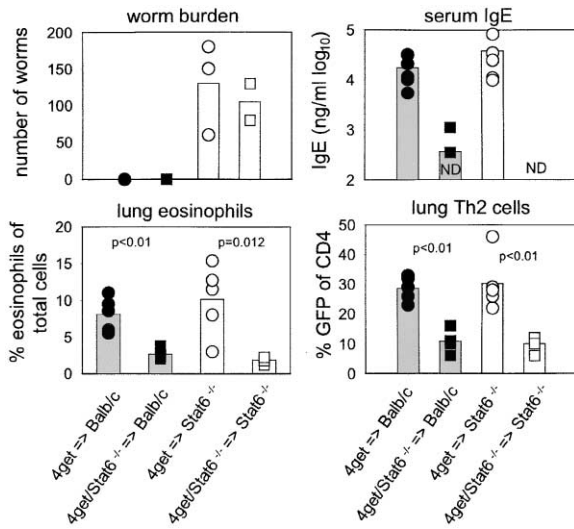 worm burden
number of worms
200
150
100
50
0
serum IgE
IgE (ng/ml log10)
5
4
3
2
ND
ND
lung eosinophils
% eosinophils of
total cells
20
15
10
5
0
p<0.01
p=0.012
lung Th2 cells
% GFP of CD4
50
40
30
20
10
0
p<0.01
p<0.01
4get => Balb/c
4get/Stat6-/- => Balb/c
4get => Stat6-/-
4get/Stat6-/- => Stat6-/-
4get => Balb/c
4get/Stat6-/- => Balb/c
4get => Stat6-/-
4get/Stat6-/- => Stat6-/-